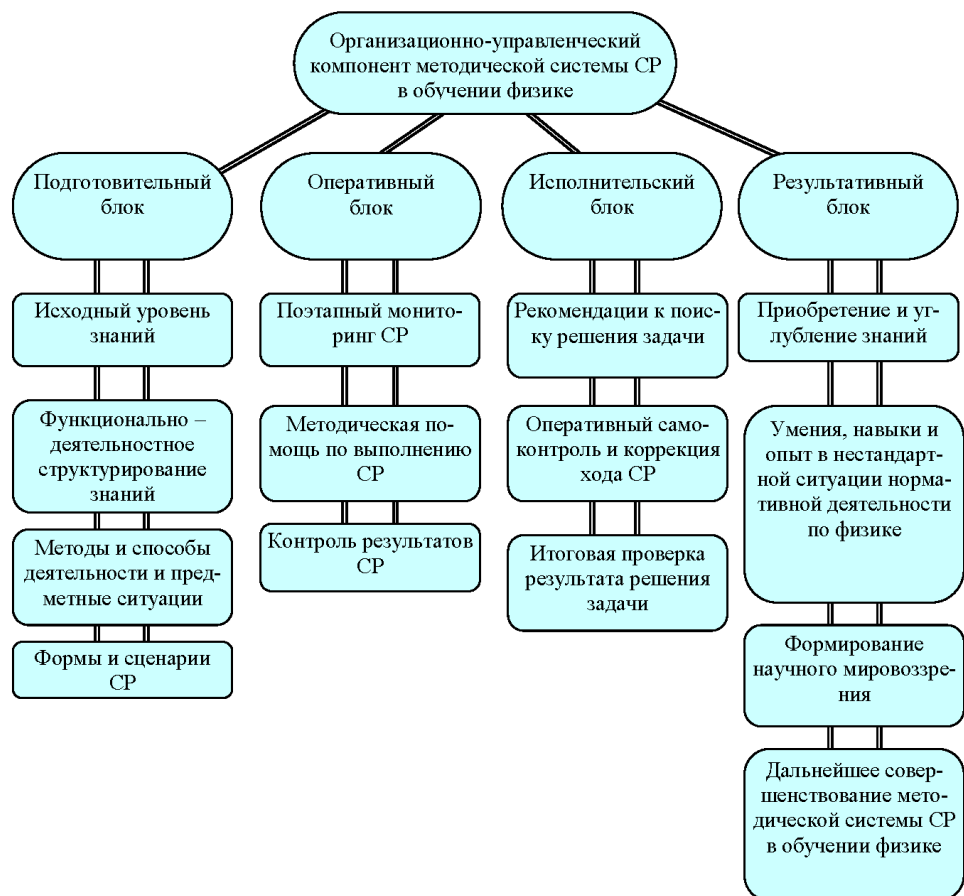 Организационно-управленческий
компонент методической системы СР
в обучении физике
Подготовительный
блок
Исходный уровень
знаний
Функционально –
деятельностное
структурирование
знаний
Методы и способы
деятельности и пред-
метные ситуации
Формы и сценарии
СР
Оперативный
блок
Поэтапный монито-
ринг СР
Методическая по-
мощь по выполнению
СР
Контроль результатов
СР
Исполнительский
блок
Рекомендации к поис-
ку решения задачи
Оперативный само-
контроль и коррекция
хода СР
Итоговая проверка
результата решения
задачи
Результативный
блок
Приобретение и уг-
лубление знаний
Умения, навыки и
опыт в нестандарт-
ной ситуации норма-
тивной деятельности
по физике
Формирование
научного мировоззре-
ния
Дальнейшее совер-
шенствование мето-
дической системы СР
в обучении физике